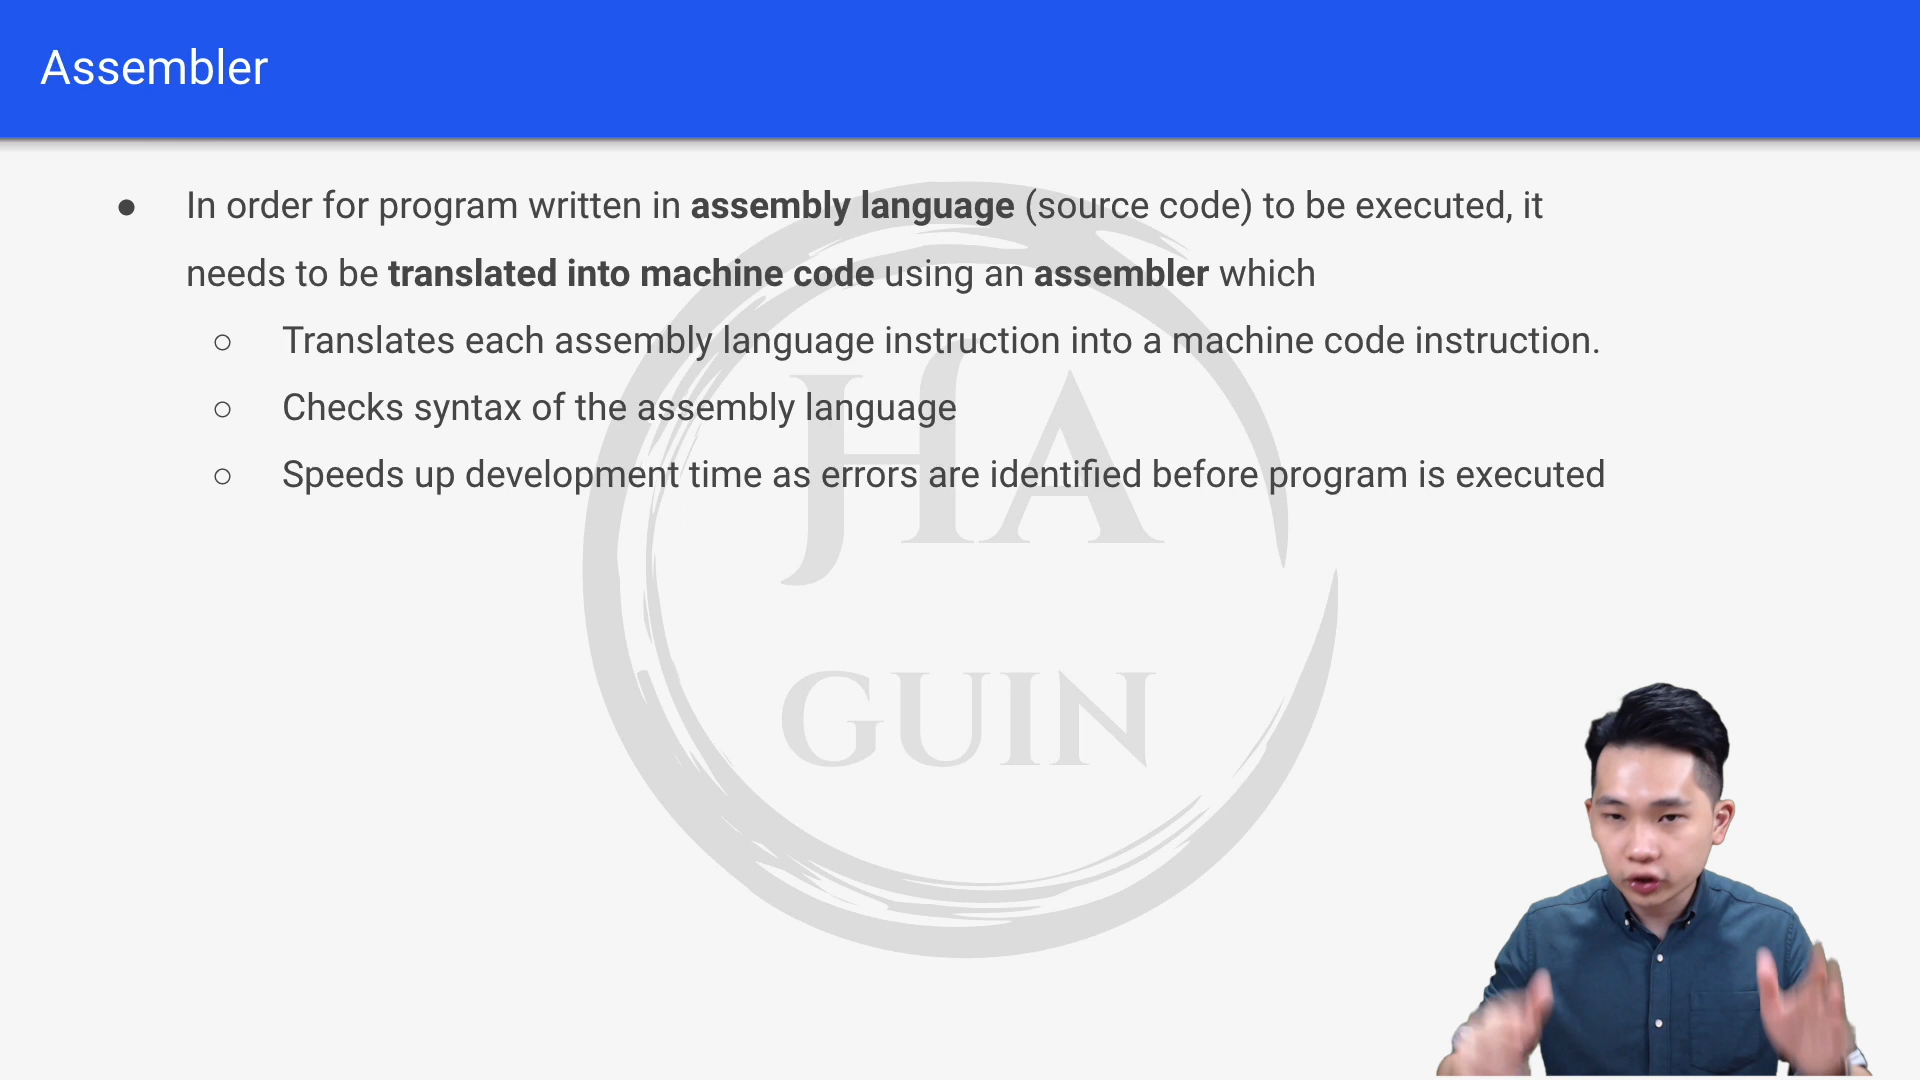 Assembler
● In order for program written in assembly language (source code) to be executed, it
needs to be translated into machine code using an assembler which
○ Translates each assembly language instruction into a machine code instruction.
○ Checks syntax of the assembly language
○ Speeds up development time as errors are identified before program is executed
JHA
GUIN